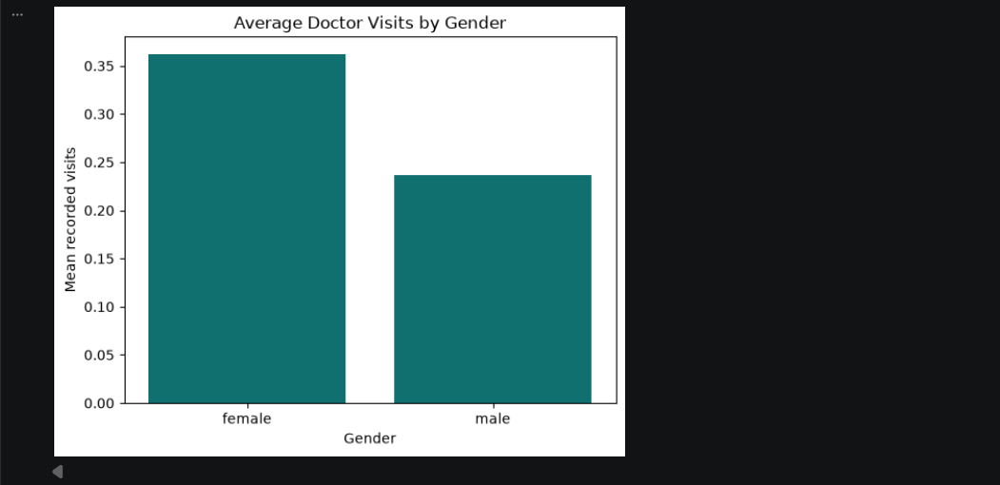 ...
Average Doctor Visits by Gender
Mean recorded visits
0.35
0.30
0.25
0.20
0.15
0.10
0.05
0.00
female male
Gender